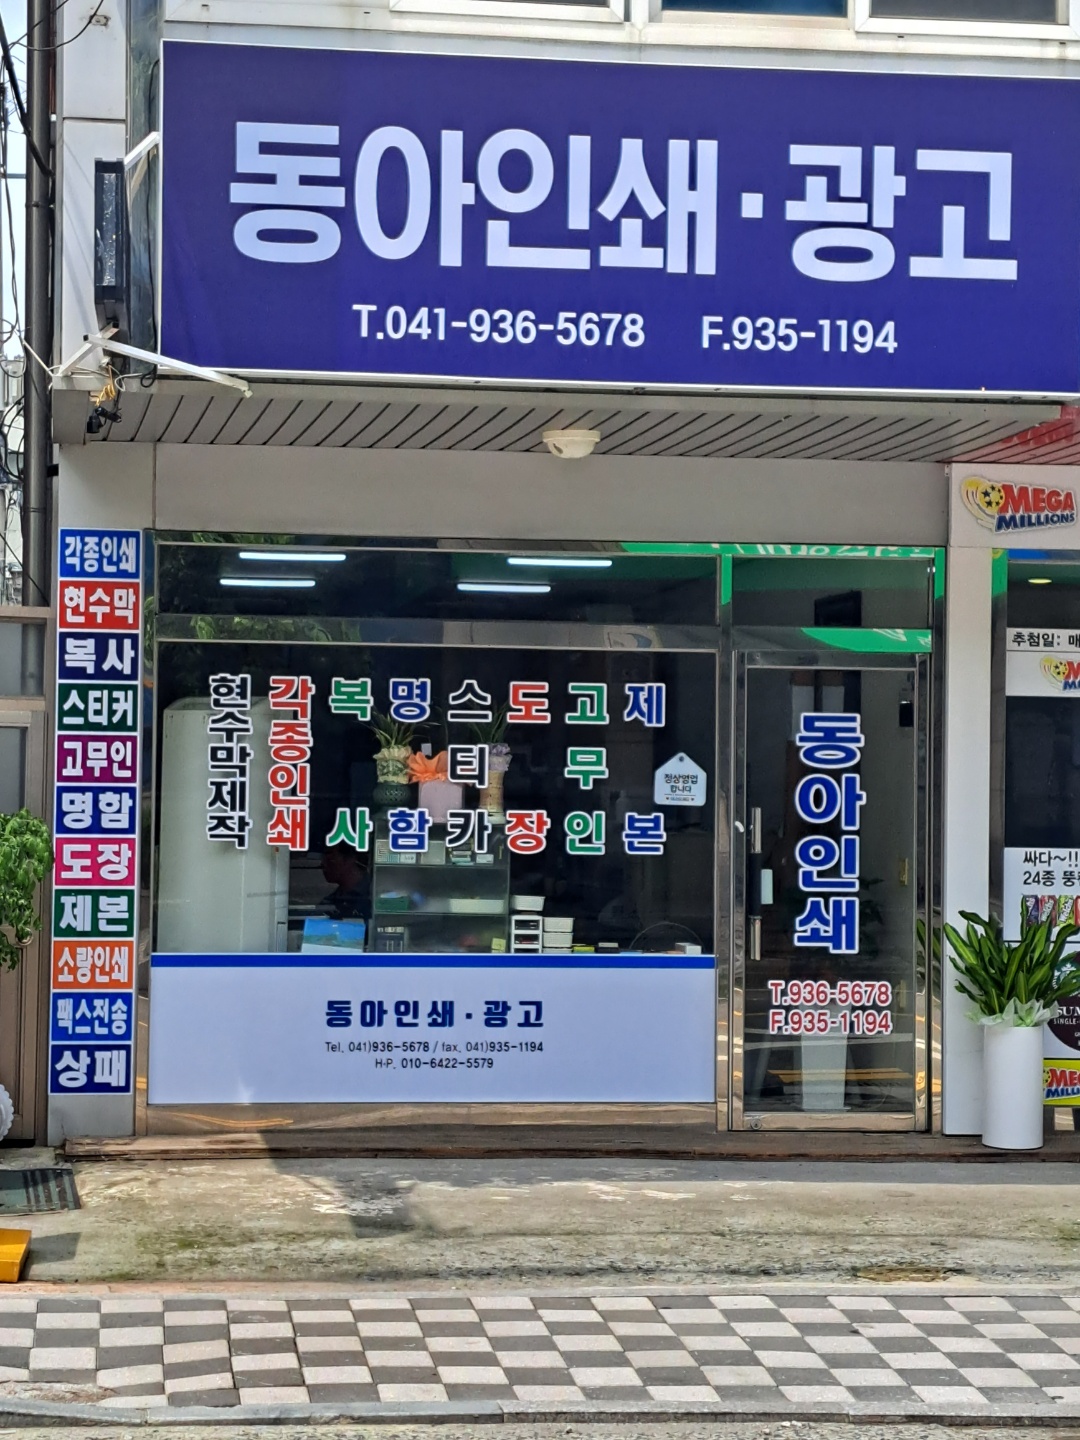 동아인쇄·광고
T.041-936-5678 F.935-1194
MEGA
MILLIONS
각종인쇄
현수막
복사
스티커
고무인
명함
도장
제본
소량인쇄
팩스전송
상패
현수막제작
각종인쇄
복사
명함
스티카
도장
고무인
제본
정상영업
합니다
동아인쇄
T.936-5678
F.935-1194
동아인쇄·광고
Tel. 041)936-5678 / fax. 041)935-1194
H·P. 010-6422-5579
추첨일: 매
싸다~!!
24종